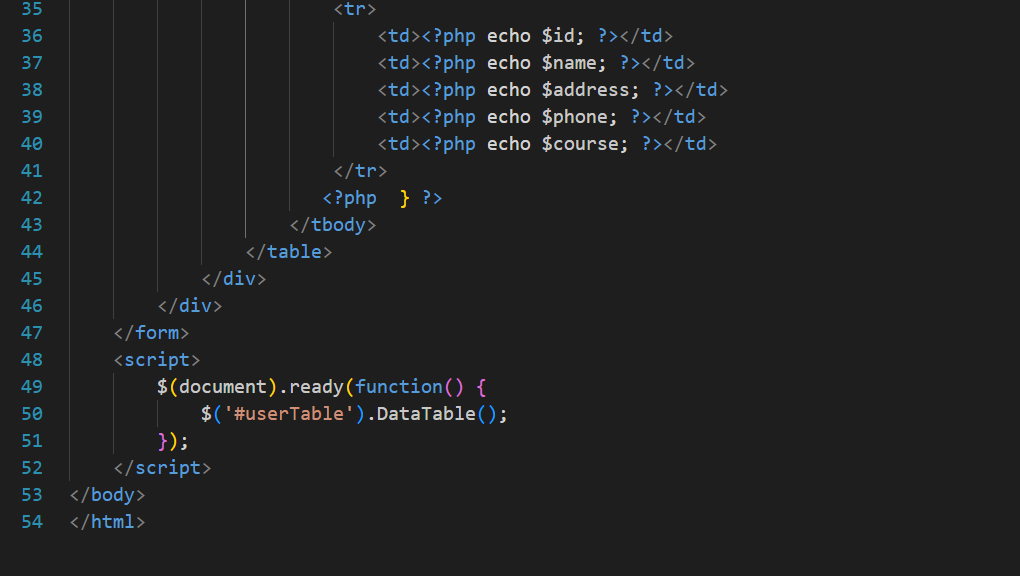 35 <tr>
36 <td><?php echo $id; ?></td>
37 <td><?php echo $name; ?></td>
38 <td><?php echo $address; ?></td>
39 <td><?php echo $phone; ?></td>
40 <td><?php echo $course; ?></td>
41 </tr>
42 <?php  } ?>
43 </tbody>
44 </table>
45 </div>
46 </div>
47 </form>
48 <script>
49 $(document).ready(function() {
50 $('#userTable').DataTable();
51 });
52 </script>
53 </body>
54 </html>